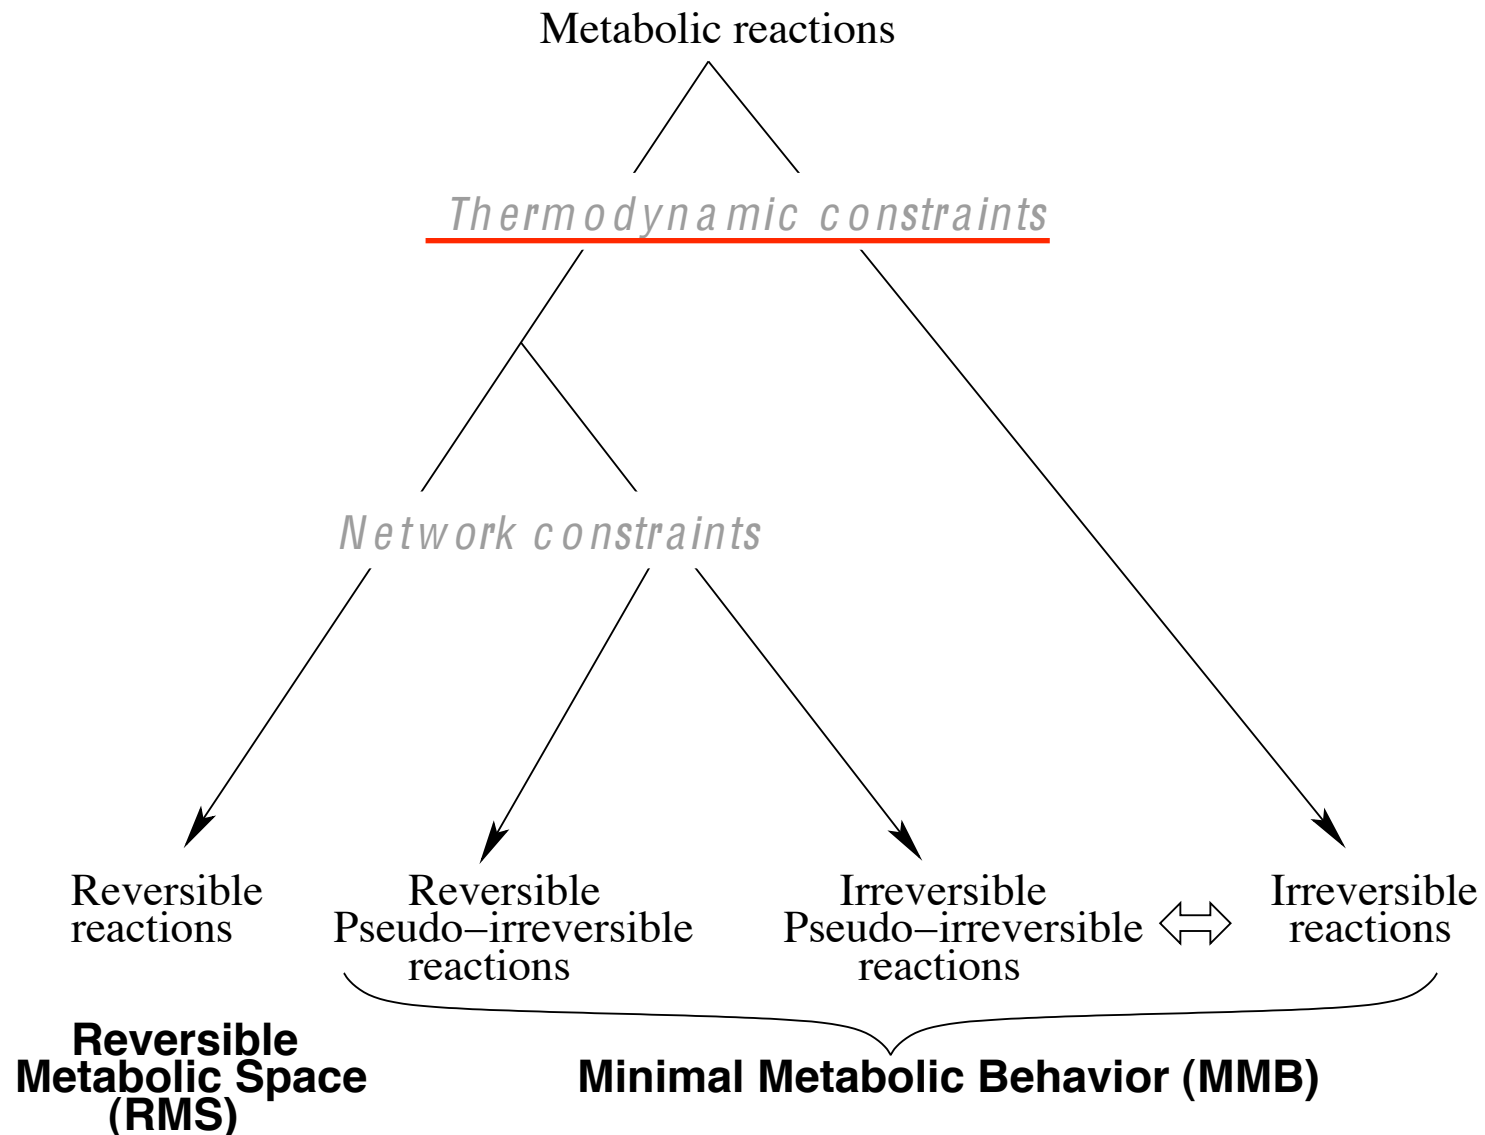 Metabolic reactions
Thermodynamic constraints
Network constraints
Reversible
reactions
Reversible
Pseudo−irreversible
reactions
Irreversible
Pseudo−irreversible
reactions
Irreversible
reactions
Reversible
Metabolic Space
(RMS)
Minimal Metabolic Behavior (MMB)